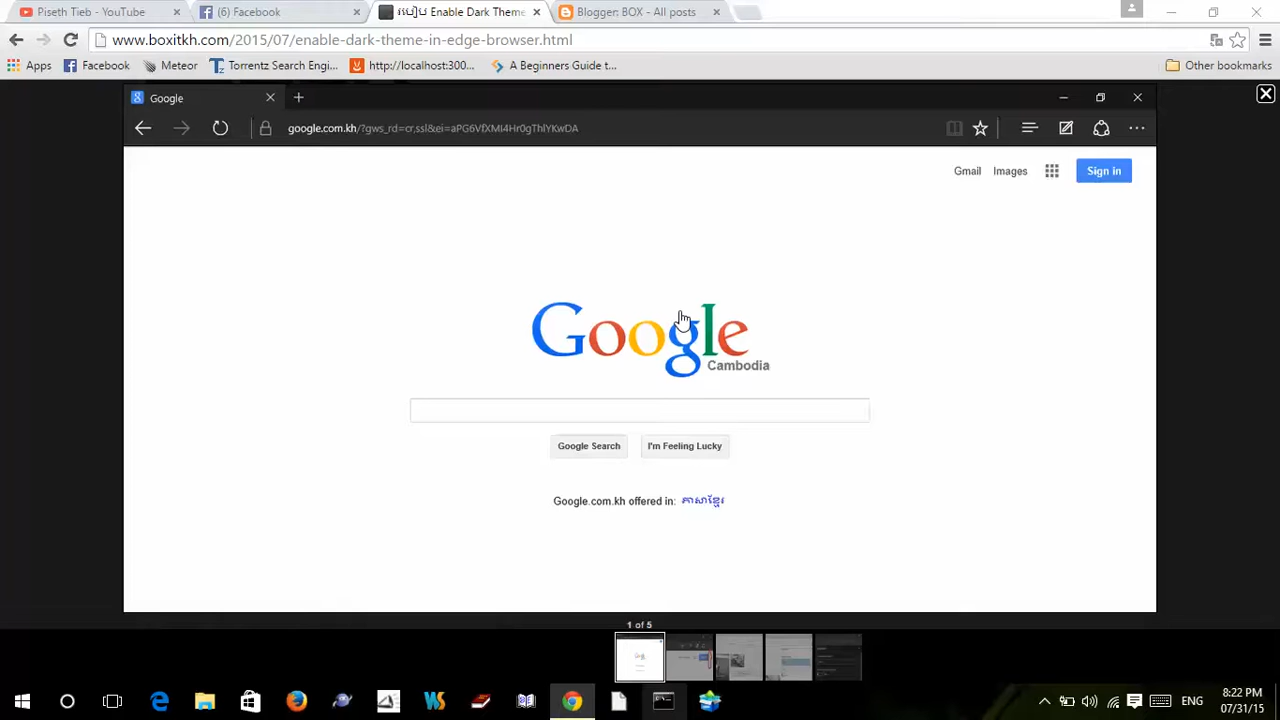 Piseth Tieb - YouTube
(6) Facebook
របៀប Enable Dark Theme
Blogger: BOX - All posts
www.boxitkh.com/2015/07/enable-dark-theme-in-edge-browser.html
Apps
Facebook
Meteor
Torrentz Search Engi...
http://localhost:300...
A Beginners Guide t...
Other bookmarks
Google
google.com.kh/?gws_rd=cr,ssl&ei=aPG6VfXMI4Hr0gThlYKwDA
Gmail
Images
Sign in
Google
Cambodia
Google Search
I'm Feeling Lucky
Google.com.kh offered in: ភាសាខ្មែរ
1 of 5
ENG
8:22 PM
07/31/15